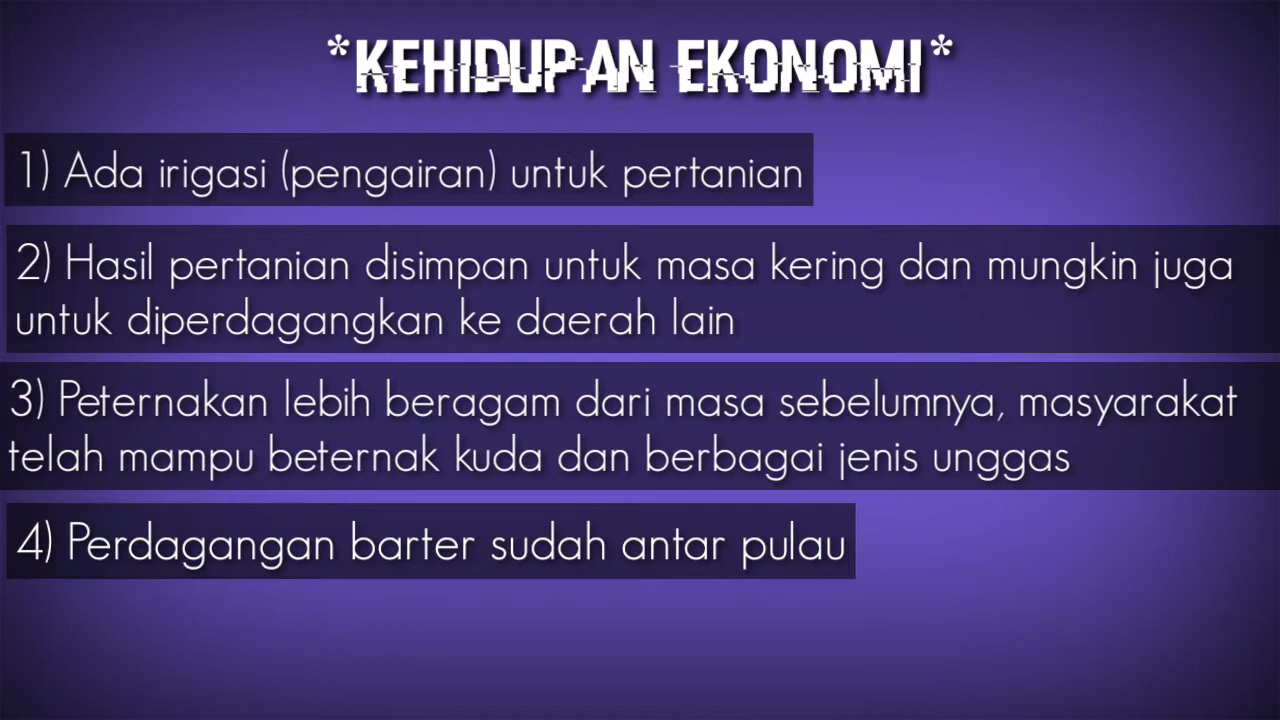 *KEHIDUPAN EKONOMI*
1) Ada irigasi (pengairan) untuk pertanian
2) Hasil pertanian disimpan untuk masa kering dan mungkin juga
untuk diperdagangkan ke daerah lain
3) Peternakan lebih beragam dari masa sebelumnya, masyarakat
telah mampu beternak kuda dan berbagai jenis unggas
4) Perdagangan barter sudah antar pulau